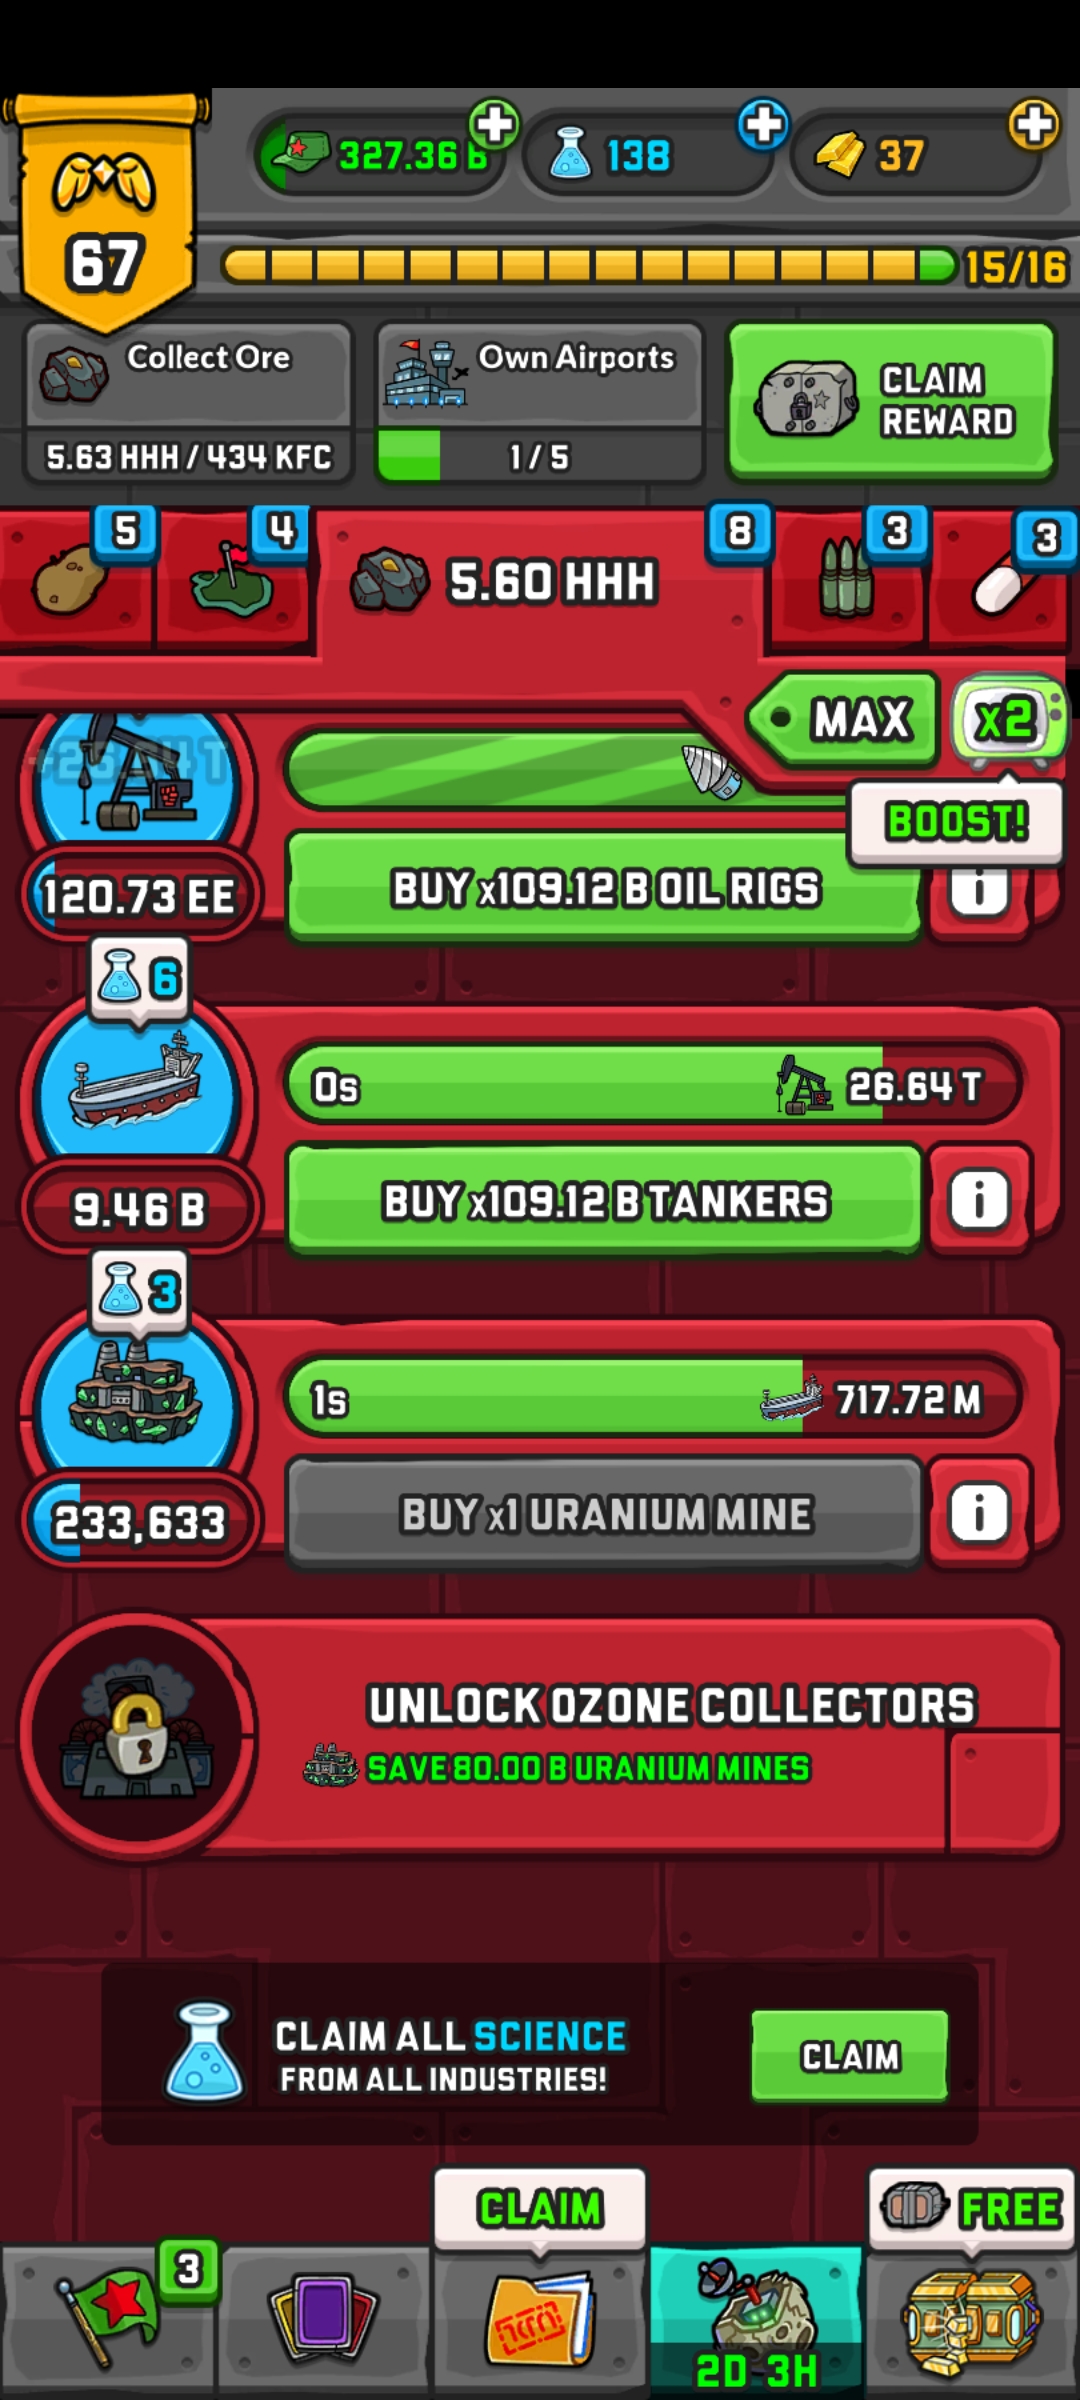 327.36 B
138
37
67
15/16
Collect Ore
5.63 HHH / 434 KFC
Own Airports
1 / 5
CLAIM
REWARD
5
4
5.60 HHH
8
3
3
MAX
x2
BOOST!
120.73 EE
BUY x109.12 B OIL RIGS
i
6
0s
26.64 T
9.46 B
BUY x109.12 B TANKERS
i
3
1s
717.72 M
233,633
BUY x1 URANIUM MINE
i
UNLOCK OZONE COLLECTORS
SAVE 80.00 B URANIUM MINES
CLAIM ALL SCIENCE
FROM ALL INDUSTRIES!
CLAIM
CLAIM
FREE
3
2D 3H